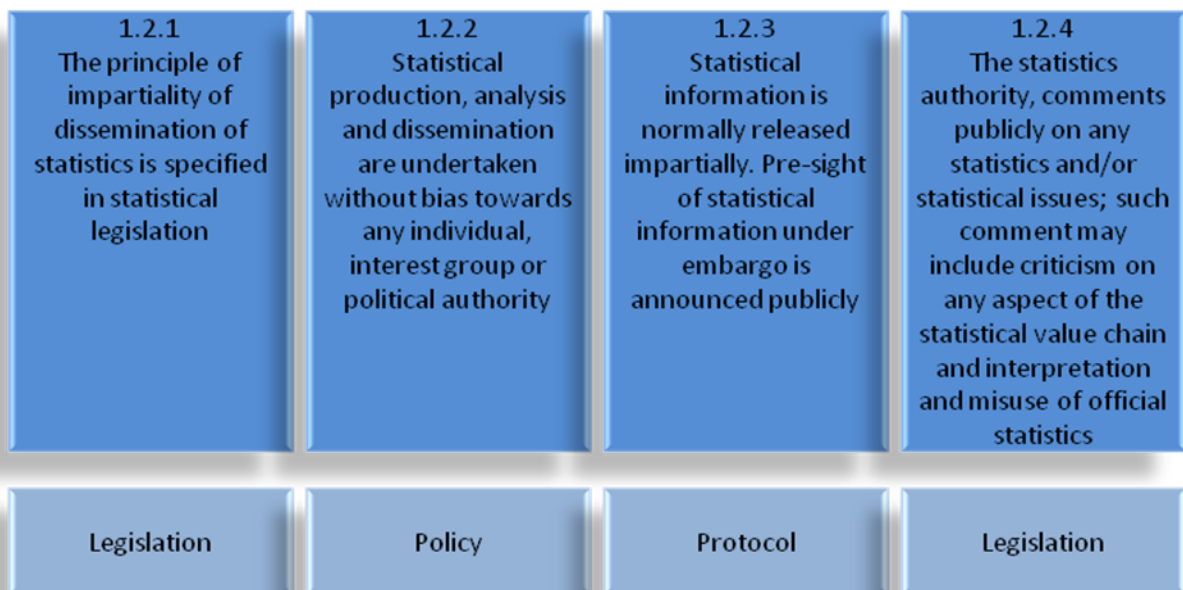 1.2.1
The principle of
impartiality of
dissemination of
statistics is specified
in statistical
legislation
1.2.2
Statistical
production, analysis
and dissemination
are undertaken
without bias towards
any individual,
interest group or
political authority
1.2.3
Statistical
information is
normally released
impartially. Pre-sight
of statistical
information under
embargo is
announced publicly
1.2.4
The statistics
authority, comments
publicly on any
statistics and/or
statistical issues; such
comment may
include criticism on
any aspect of the
statistical value chain
and interpretation
and misuse of official
statistics
Legislation
Policy
Protocol
Legislation